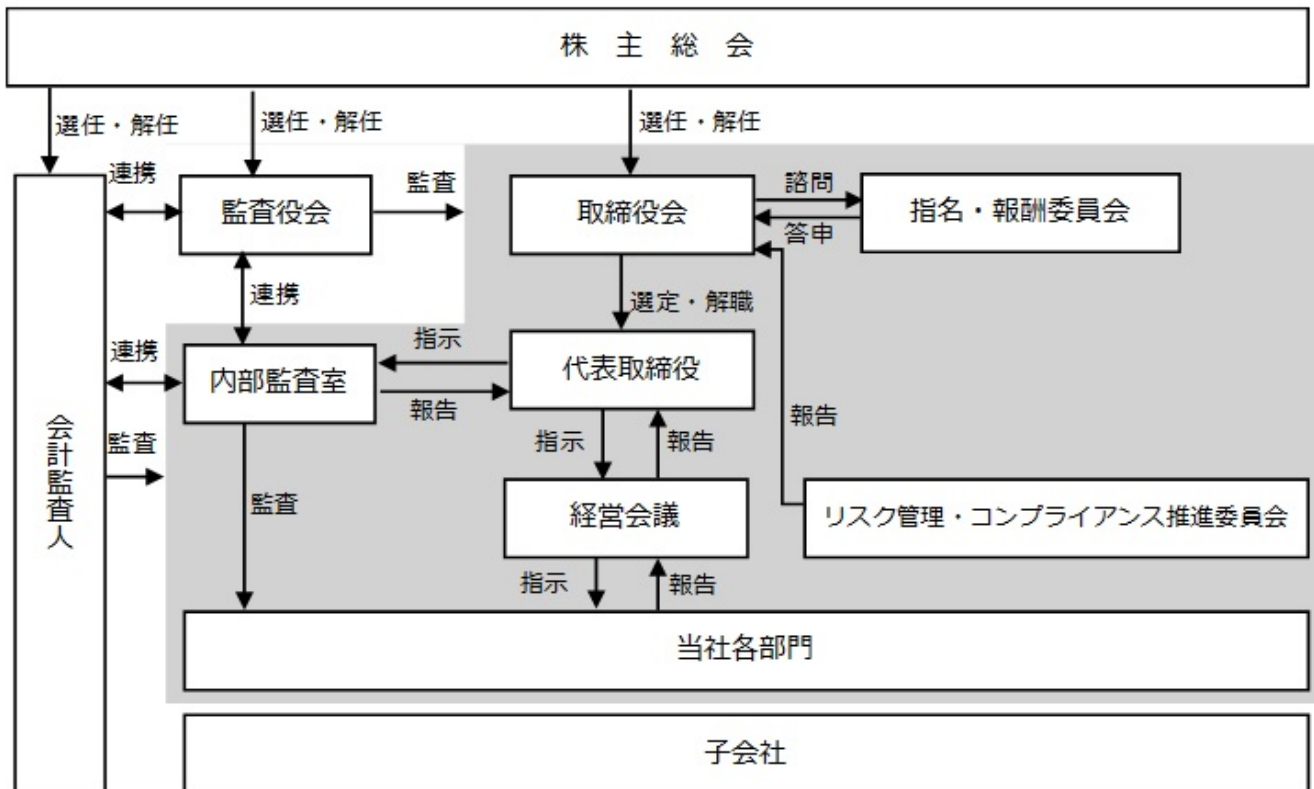 株 主 総 会
選任・解任
選任・解任
選任・解任
連携
監査役会
監査
取締役会
諮問
答申
指名・報酬委員会
連携
選定・解職
連携
内部監査室
指示
報告
代表取締役
報告
会計監査人
監査
監査
指示
報告
経営会議
リスク管理・コンプライアンス推進委員会
指示
報告
当社各部門
子会社